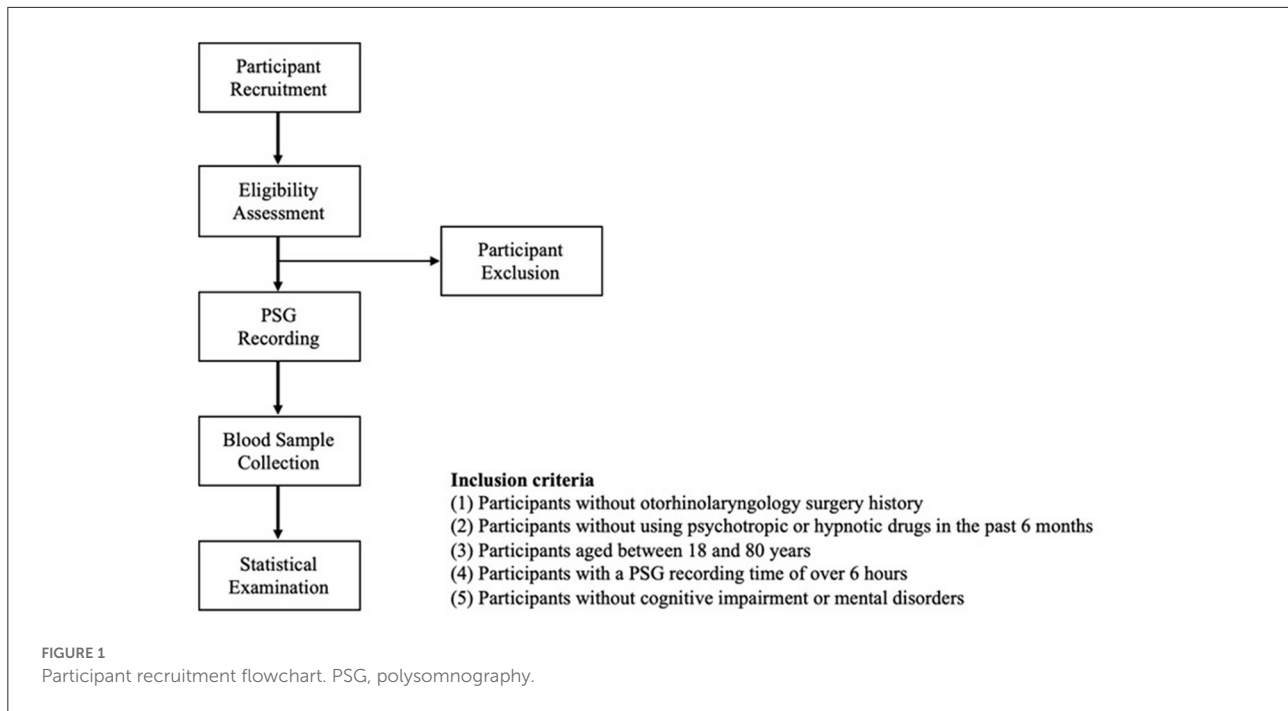 Participant
Recruitment
Eligibility
Assessment
Participant
Exclusion
PSG
Recording
Blood Sample
Collection
Statistical
Examination
Inclusion criteria
(1) Participants without otorhinolaryngology surgery history
(2) Participants without using psychotropic or hypnotic drugs in the past 6 months
(3) Participants aged between 18 and 80 years
(4) Participants with a PSG recording time of over 6 hours
(5) Participants without cognitive impairment or mental disorders
FIGURE 1
Participant recruitment flowchart. PSG, polysomnography.